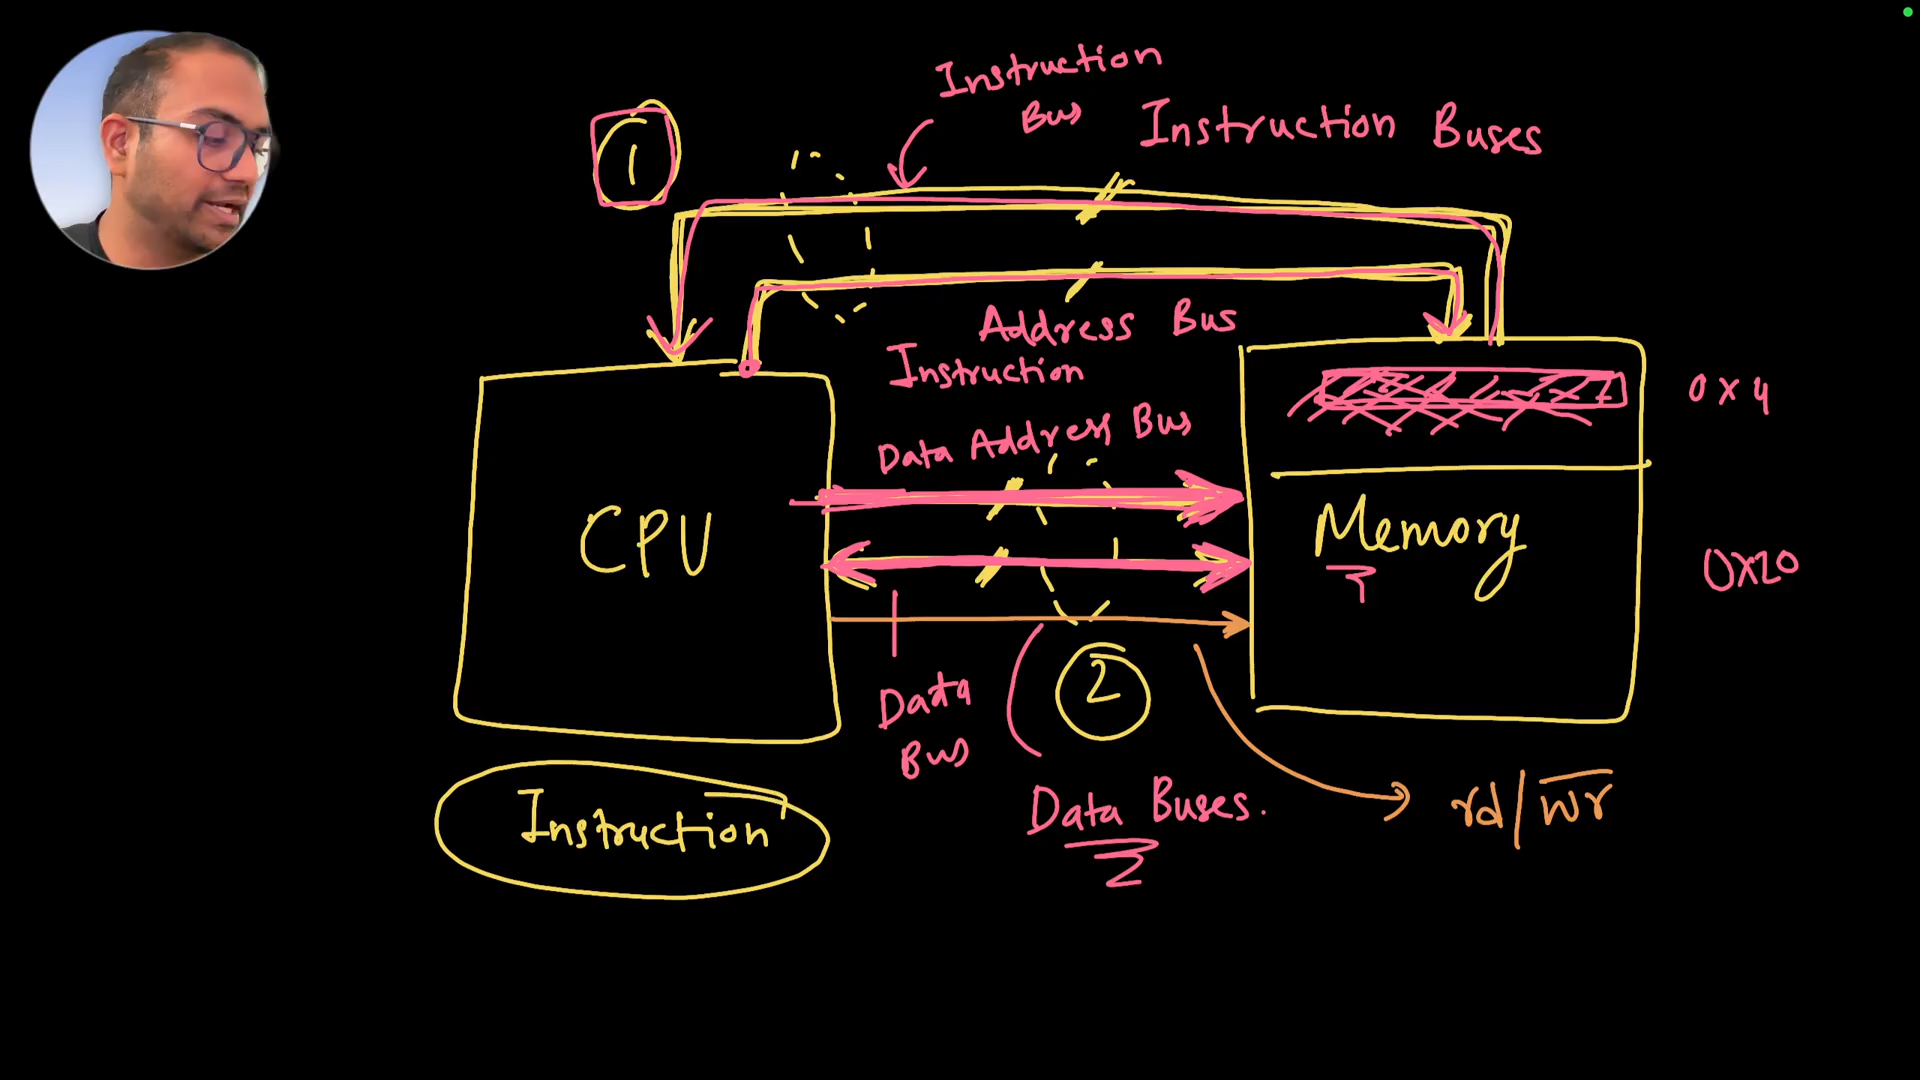 Instruction
Bus
Instruction Buses
1
Address Bus
Instruction
0x4
Data Address Bus
CPU
Memory
0x20
2
Data
Bus
Data Buses.
rd/wr
Instruction